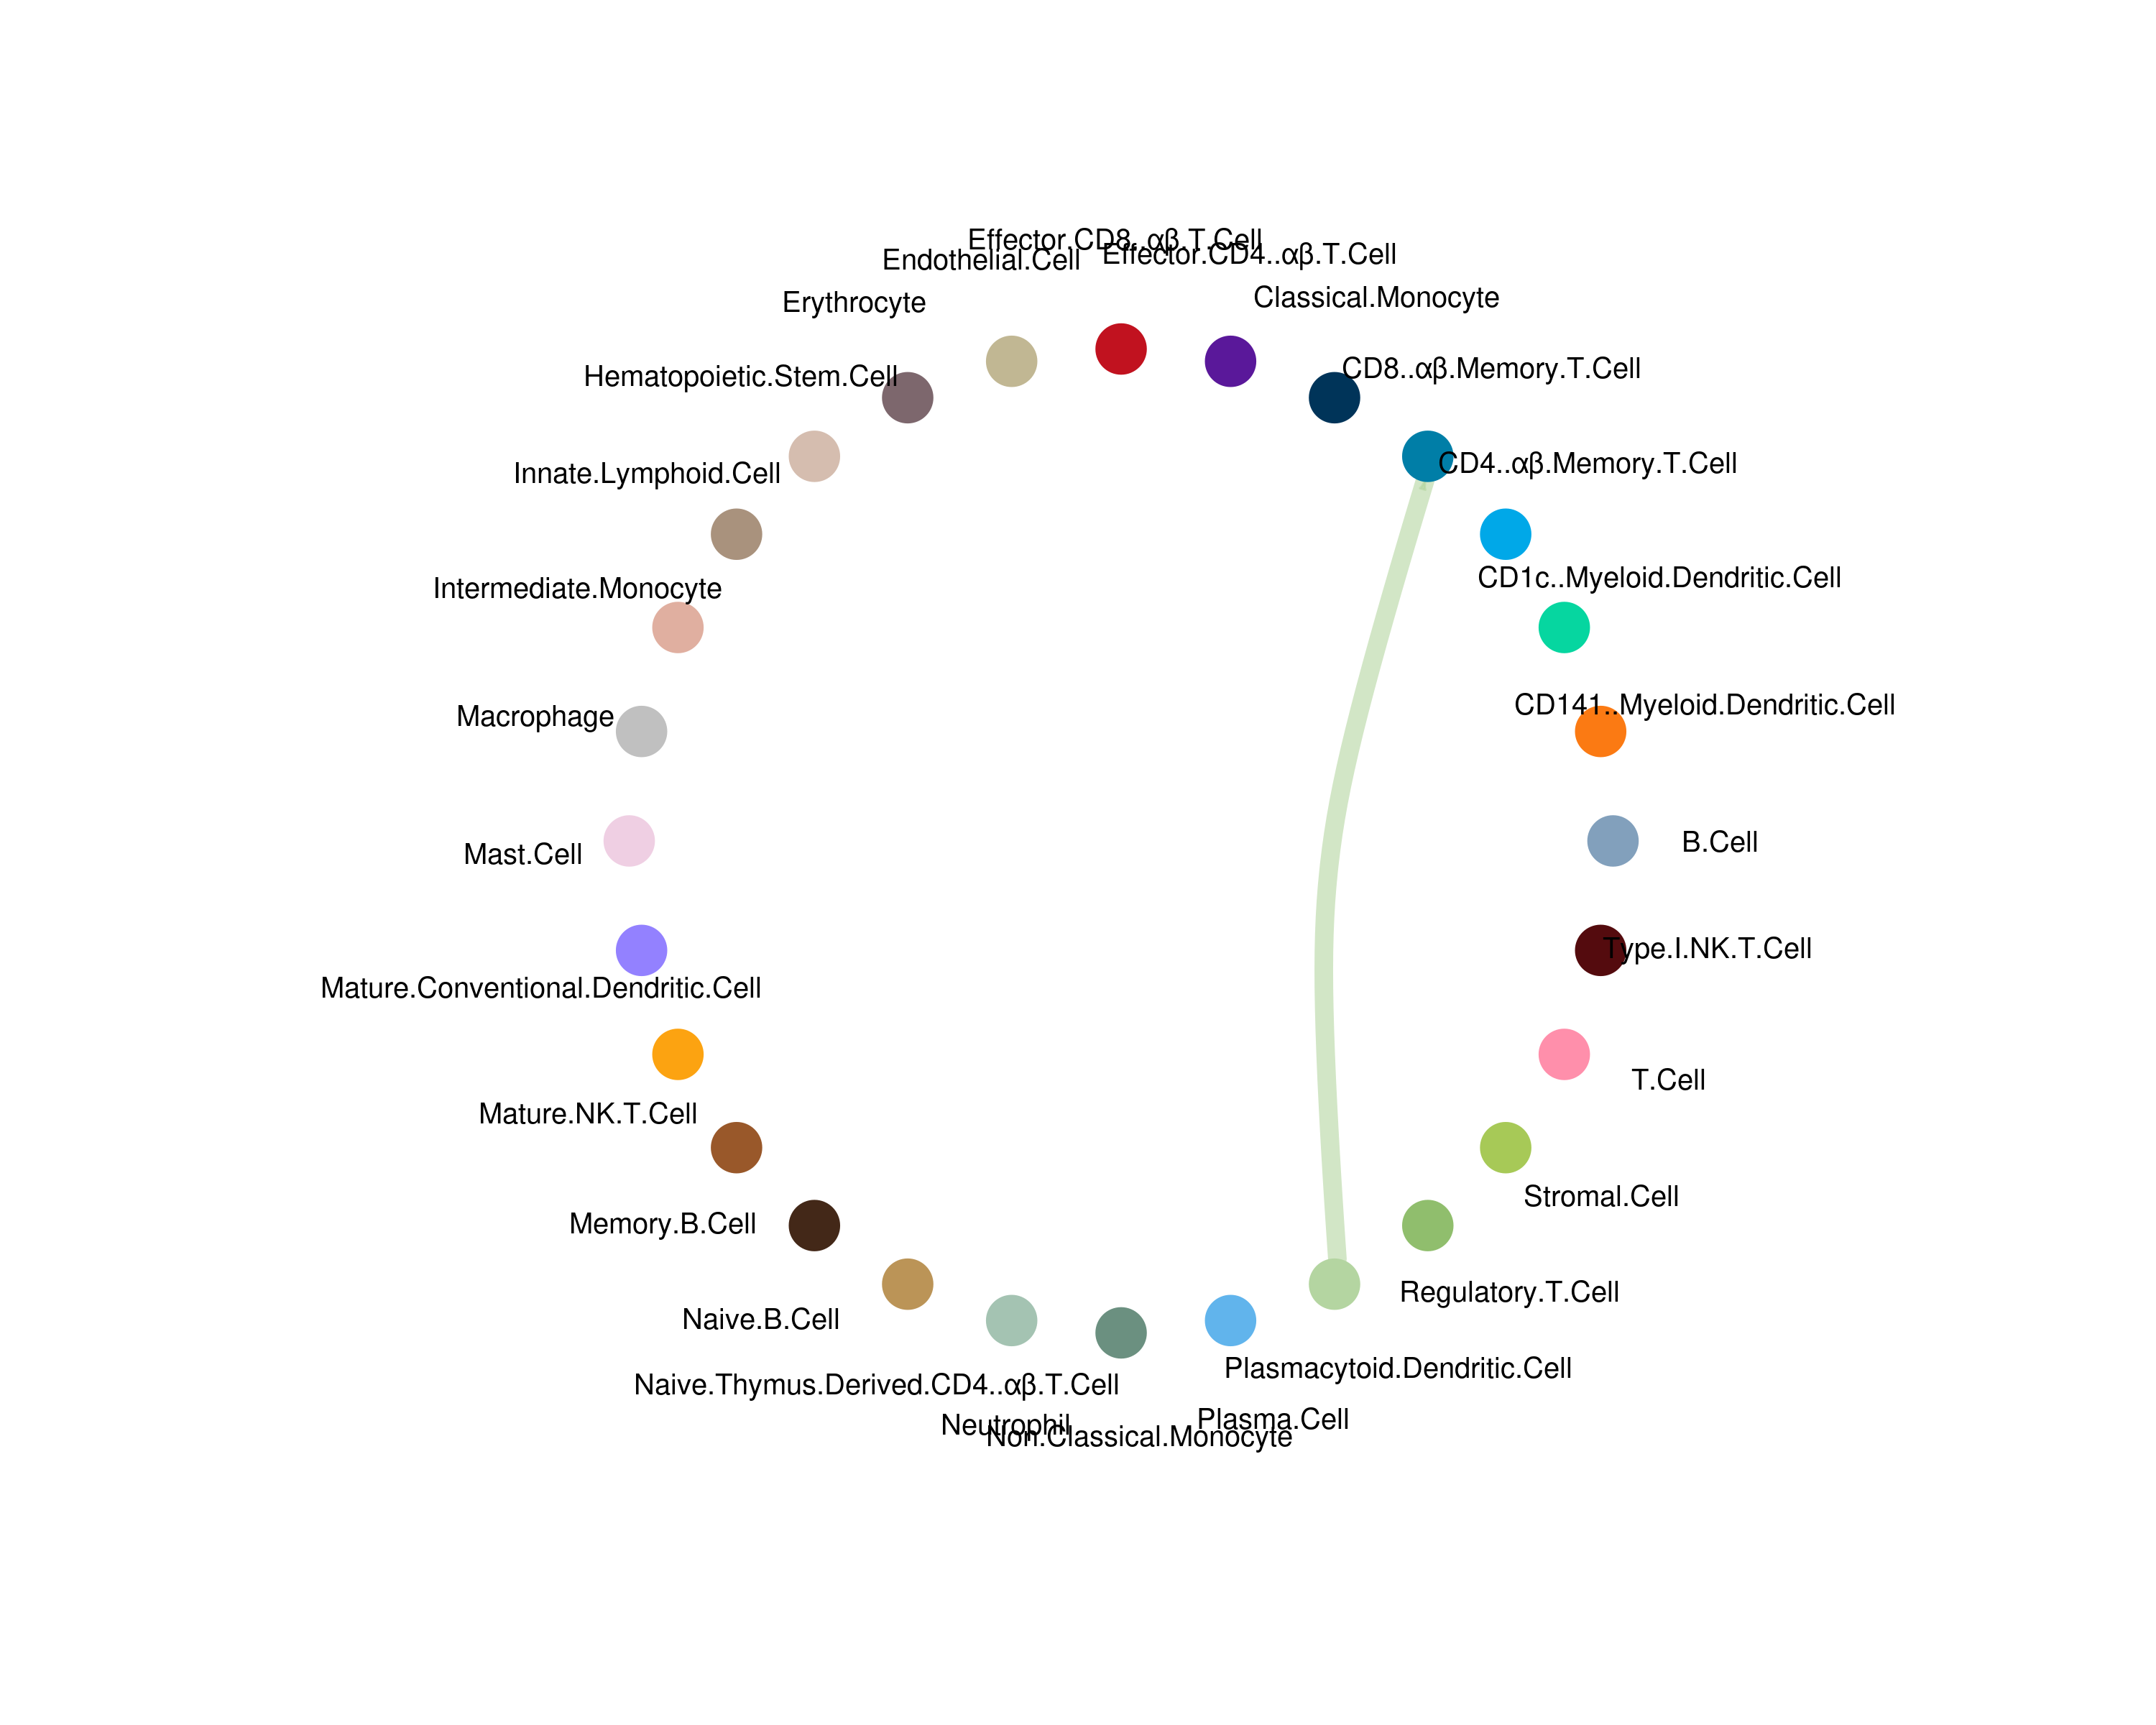 Effector.CD8..αβ.T.Cell
Effector.CD4..αβ.T.Cell
Endothelial.Cell
Classical.Monocyte
Erythrocyte
CD8..αβ.Memory.T.Cell
Hematopoietic.Stem.Cell
CD4..αβ.Memory.T.Cell
Innate.Lymphoid.Cell
CD1c..Myeloid.Dendritic.Cell
Intermediate.Monocyte
CD141..Myeloid.Dendritic.Cell
Macrophage
B.Cell
Mast.Cell
Type.I.NK.T.Cell
Mature.Conventional.Dendritic.Cell
T.Cell
Mature.NK.T.Cell
Stromal.Cell
Memory.B.Cell
Regulatory.T.Cell
Naive.B.Cell
Plasmacytoid.Dendritic.Cell
Naive.Thymus.Derived.CD4..αβ.T.Cell
Plasma.Cell
Neutrophil
Non.Classical.Monocyte